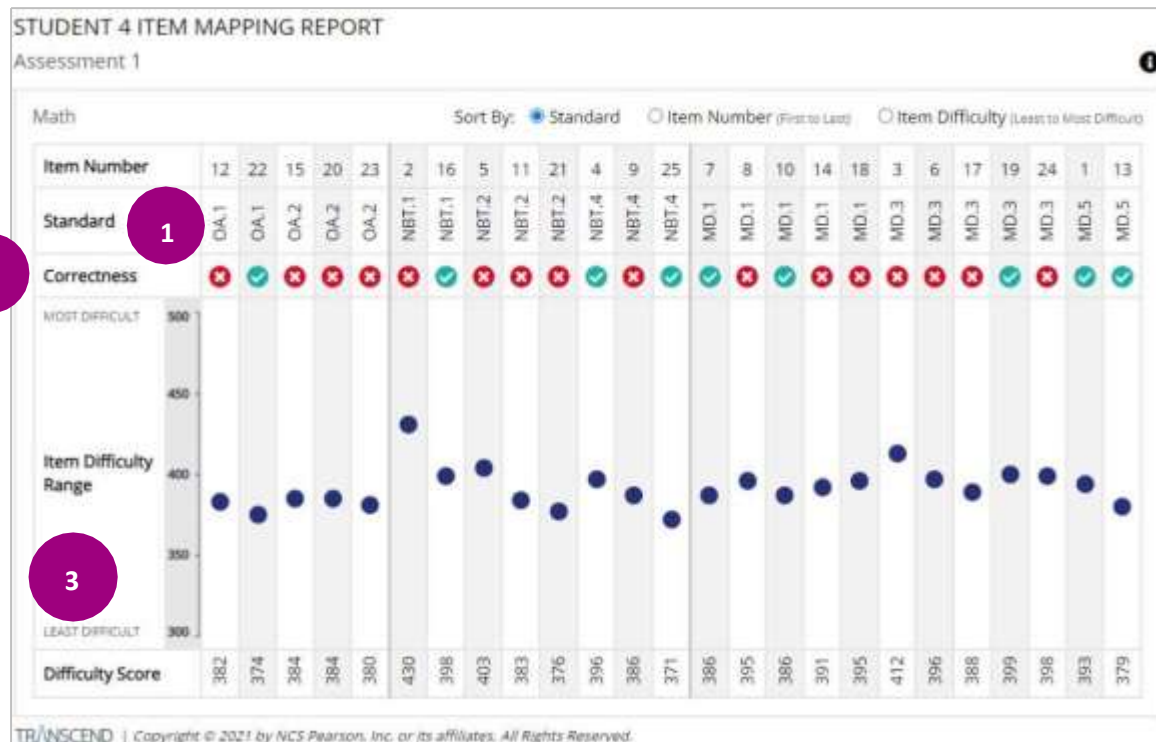 STUDENT 4 ITEM MAPPING REPORT
Assessment 1
Math Sort By: Standard Item Number (First to Last) Item Difficulty (Least to Most Difficult)
Item Number 12 22 15 20 23 2 16 5 11 21 4 9 25 7 8 10 14 18 3 6 17 19 24 1 13
Standard 1 OA.1 OA.1 OA.2 OA.2 OA.2 NBT.1 NBT.1 NBT.2 NBT.2 NBT.2 NBT.4 NBT.4 NBT.4 MD.1 MD.1 MD.1 MD.1 MD.1 MD.3 MD.3 MD.3 MD.3 MD.3 MD.5 MD.5
Correctness
MOST DIFFICULT 500
450
Item Difficulty
Range
400
350
3
LEAST DIFFICULT 300
Difficulty Score 382 374 384 384 380 430 398 403 383 376 396 386 371 386 395 386 391 395 412 396 388 399 398 393 379
TRANSCEND | Copyright © 2021 by NCS Pearson, Inc. or its affiliates. All Rights Reserved.